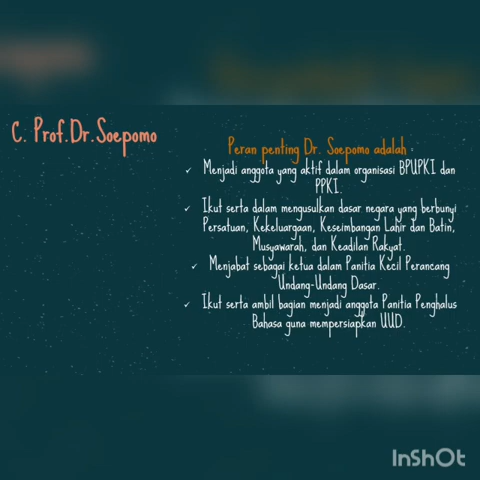 C. Prof.Dr.Soepomo
Peran penting Dr. Soepomo adalah :
✓ Menjadi anggota yang aktif dalam organisasi BPUPKI dan
PPKI.
✓ Ikut serta dalam mengusulkan dasar negara yang berbunyi
Persatuan, Kekeluargaan, Keseimbangan Lahir dan Batin,
Musyawarah, dan Keadilan Rakyat.
✓ Menjabat sebagai ketua dalam Panitia Kecil Perancang
Undang-Undang Dasar.
✓ Ikut serta ambil bagian menjadi anggota Panitia Penghalus
Bahasa guna mempersiapkan UUD.
InShOt